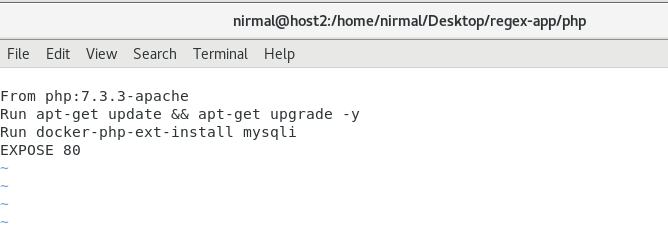 nirmal@host2:/home/nirmal/Desktop/regex-app/php
File Edit View Search Terminal Help
From php:7.3.3-apache
Run apt-get update && apt-get upgrade -y
Run docker-php-ext-install mysqli
EXPOSE 80
~
~
~
~